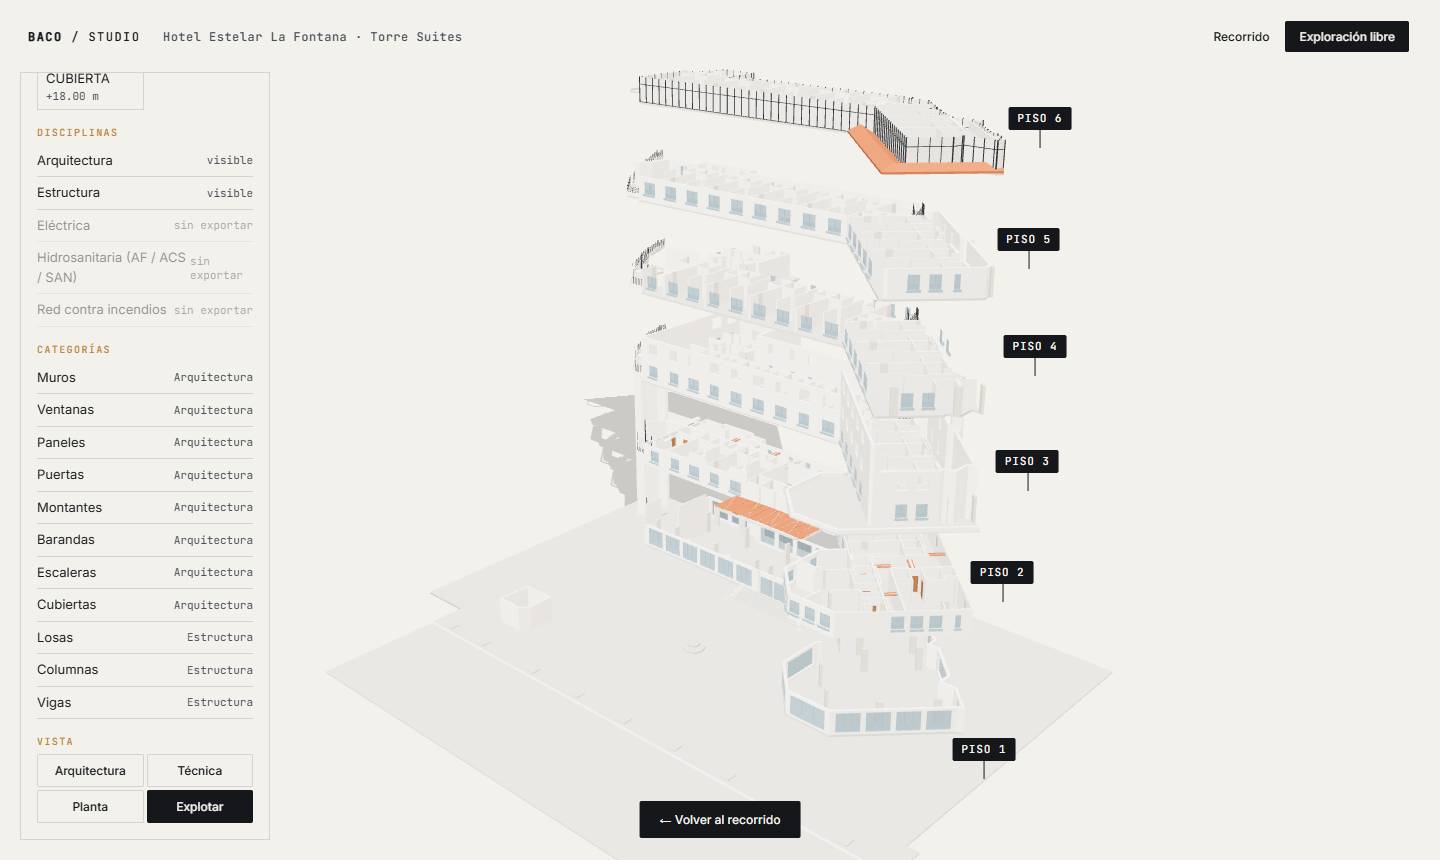 BACO / STUDIO Hotel Estelar La Fontana · Torre Suites
Recorrido Exploración libre
CUBIERTA
+18.00 m
DISCIPLINAS
Arquitectura visible
Estructura visible
Eléctrica sin exportar
Hidrosanitaria (AF / ACS / SAN) sin exportar
Red contra incendios sin exportar
CATEGORÍAS
Muros Arquitectura
Ventanas Arquitectura
Paneles Arquitectura
Puertas Arquitectura
Montantes Arquitectura
Barandas Arquitectura
Escaleras Arquitectura
Cubiertas Arquitectura
Losas Estructura
Columnas Estructura
Vigas Estructura
VISTA
Arquitectura Técnica
Planta Explotar
PISO 6
PISO 5
PISO 4
PISO 3
PISO 2
PISO 1
← Volver al recorrido